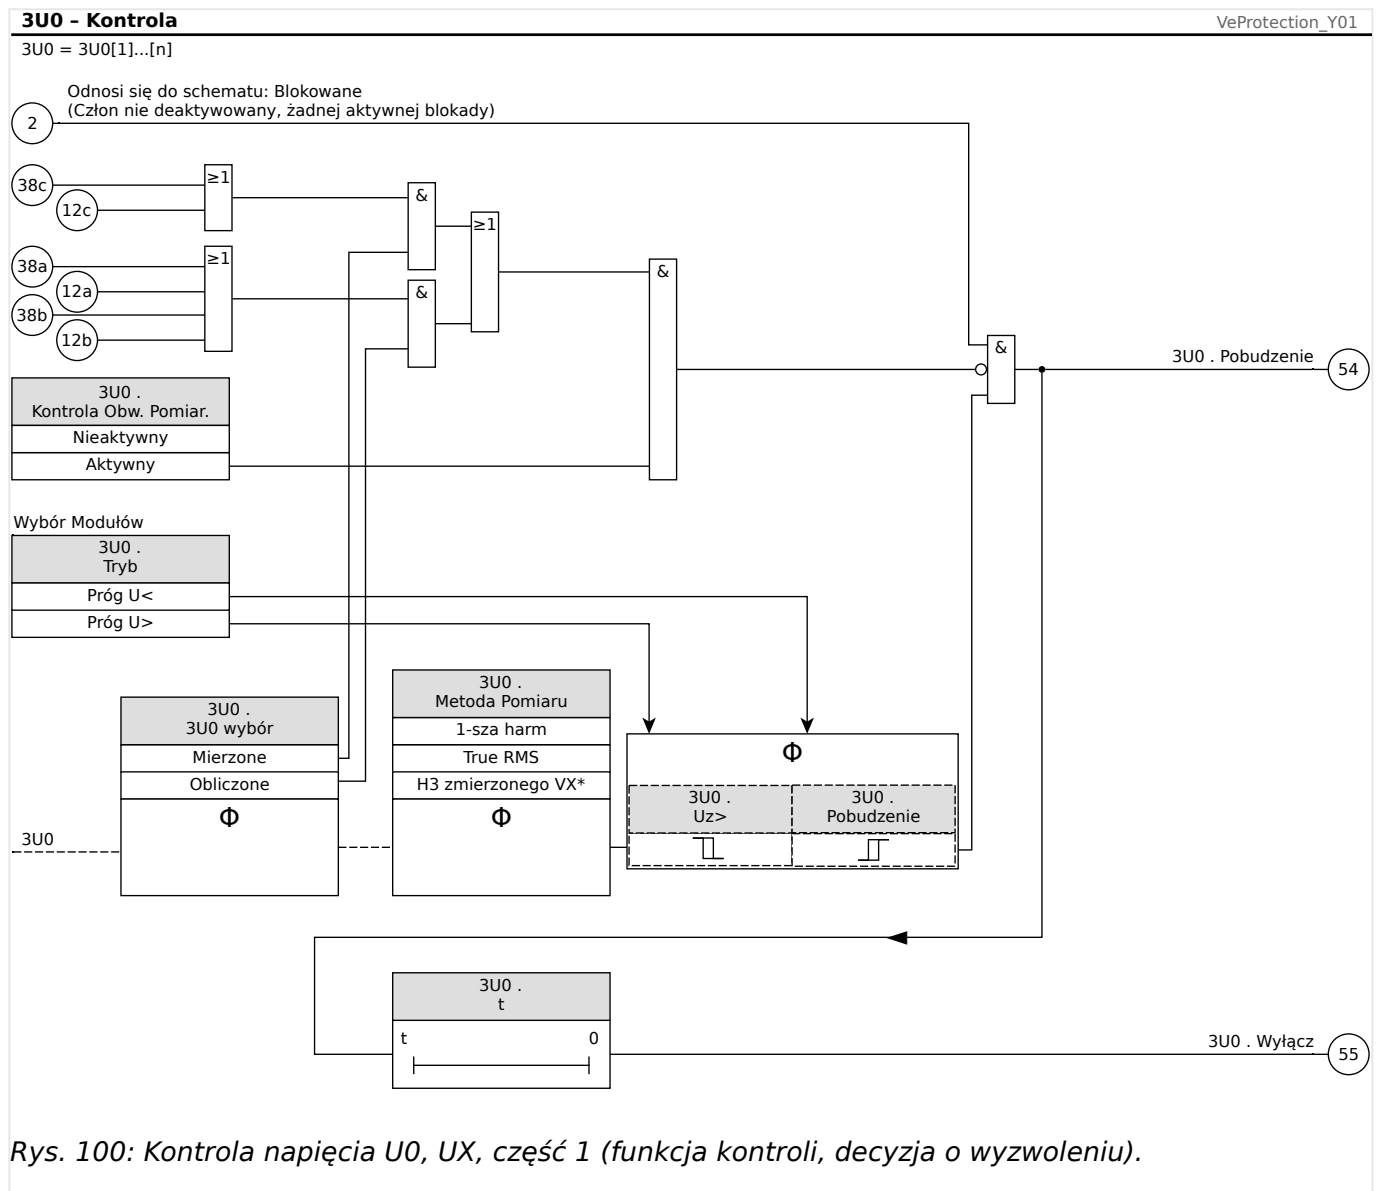 3U0 – Kontrola
VeProtection_Y01
3U0 = 3U0[1]...[n]
Odnosi się do schematu: Blokowane
(Człon nie deaktywowany, żadnej aktywnej blokady)
2
38c
12c
≥1
&
≥1
38a
12a
38b
12b
≥1
&
&
&
3U0 . Pobudzenie
54
3U0 .
Kontrola Obw. Pomiar.
Nieaktywny
Aktywny
Wybór Modułów
3U0 .
Tryb
Próg U<
Próg U>
3U0 .
3U0 wybór
Mierzone
Obliczone
Φ
3U0
3U0 .
Metoda Pomiaru
1-sza harm
True RMS
H3 zmierzonego VX*
Φ
Φ
3U0 .
Uz>
3U0 .
Pobudzenie
3U0 .
t
t 0
3U0 . Wyłącz
55
Rys. 100: Kontrola napięcia U0, UX, część 1 (funkcja kontroli, decyzja o wyzwoleniu).